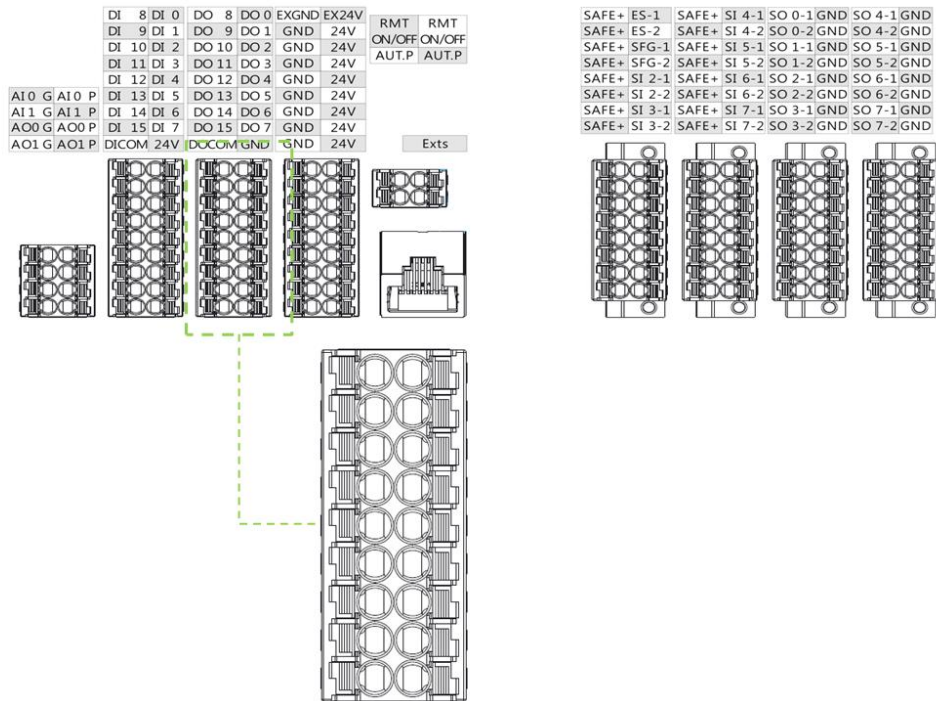 DI 8 DI 0 DO 8 DO 0 EXGND EX24V
DI 9 DI 1 DO 9 DO 1 GND 24V
DI 10 DI 2 DO 10 DO 2 GND 24V
DI 11 DI 3 DO 11 DO 3 GND 24V
DI 12 DI 4 DO 12 DO 4 GND 24V
AI 0 G AI 0 P DI 13 DI 5 DO 13 DO 5 GND 24V
AI 1 G AI 1 P DI 14 DI 6 DO 14 DO 6 GND 24V
AO0 G AO0 P DI 15 DI 7 DO 15 DO 7 GND 24V
AO1 G AO1 P DICOM 24V DOCOM GND GND 24V
RMT RMT
ON/OFF ON/OFF
AUT.P AUT.P
Exts
SAFE+ ES-1 SAFE+ SI 4-1 SO 0-1 GND SO 4-1 GND
SAFE+ ES-2 SAFE+ SI 4-2 SO 0-2 GND SO 4-2 GND
SAFE+ SFG-1 SAFE+ SI 5-1 SO 1-1 GND SO 5-1 GND
SAFE+ SFG-2 SAFE+ SI 5-2 SO 1-2 GND SO 5-2 GND
SAFE+ SI 2-1 SAFE+ SI 6-1 SO 2-1 GND SO 6-1 GND
SAFE+ SI 2-2 SAFE+ SI 6-2 SO 2-2 GND SO 6-2 GND
SAFE+ SI 3-1 SAFE+ SI 7-1 SO 3-1 GND SO 7-1 GND
SAFE+ SI 3-2 SAFE+ SI 7-2 SO 3-2 GND SO 7-2 GND